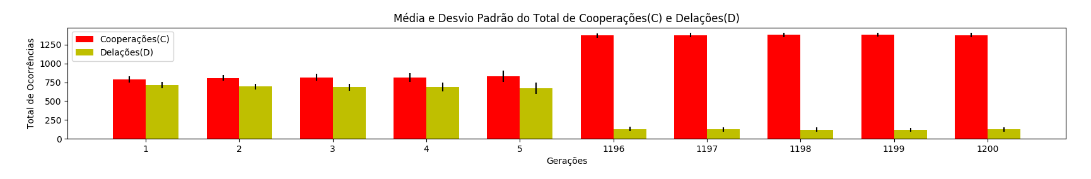 Média e Desvio Padrão do Total de Cooperações(C) e Delações(D)
Cooperações(C)
Delações(D)
Total de Ocorrências
1250
1000
750
500
250
0
1 2 3 4 5 1196 1197 1198 1199 1200
Gerações